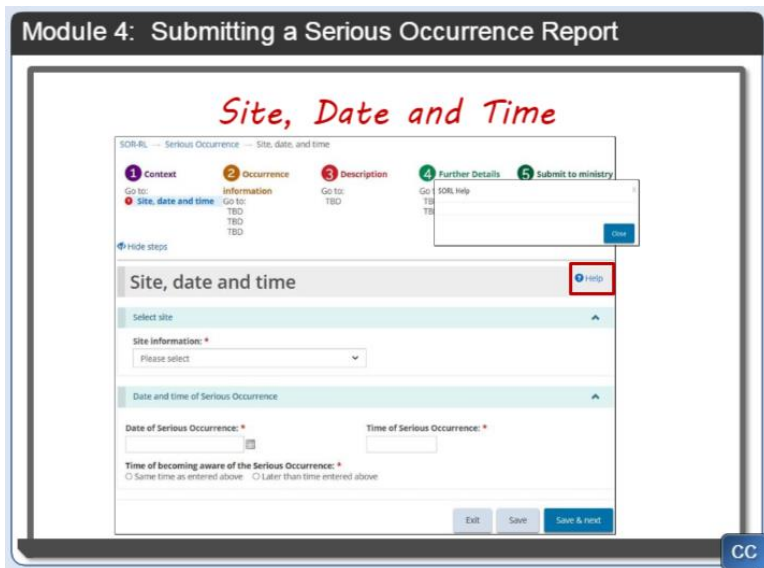 Module 4: Submitting a Serious Occurrence Report
Site, Date and Time
SOR-RL → Serious Occurrence → Site, date, and time
1 Context 2 Occurrence information 3 Description 4 Further Details 5 Submit to ministry
Go to: Go to: Go to: Go t
Site, date and time TBD TBD TB
TBD TB
TBD
SORL Help x
Close
Hide steps
Site, date and time
Help
Select site
Site information: *
Please select
Date and time of Serious Occurrence
Date of Serious Occurrence: * Time of Serious Occurrence: *
Time of becoming aware of the Serious Occurrence: *
Same time as entered above Later than time entered above
Exit Save Save & next
CC